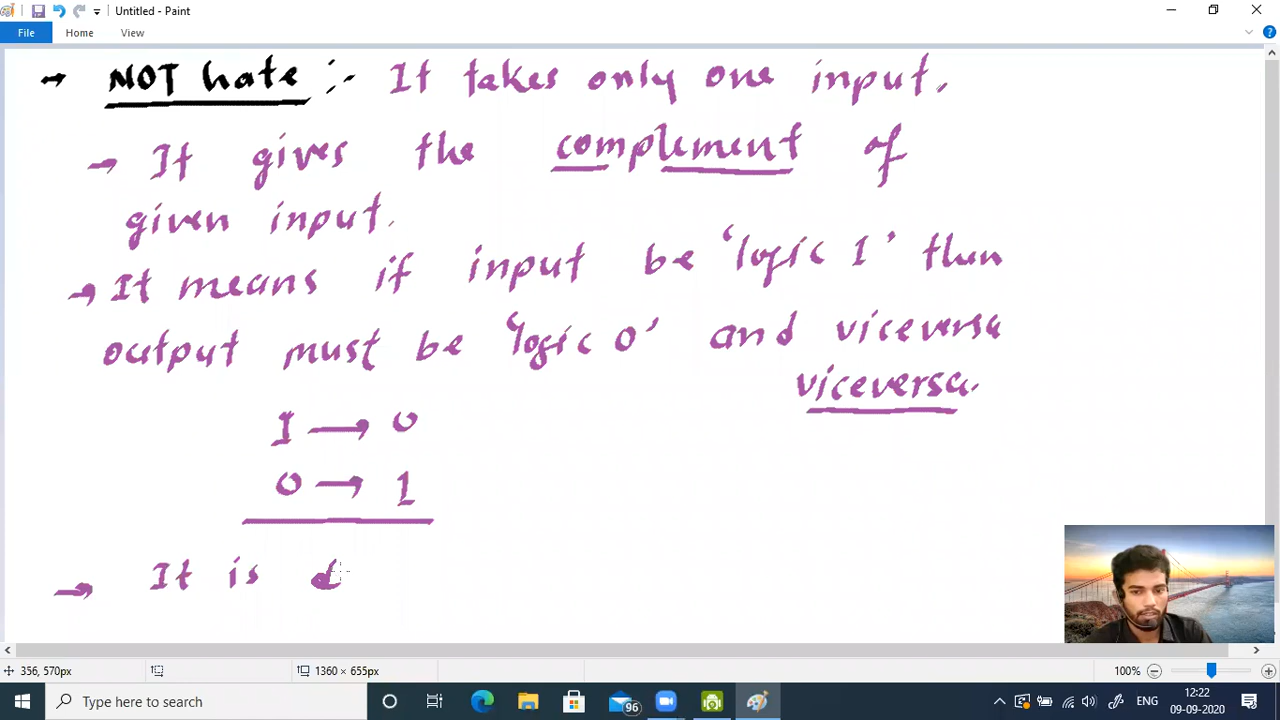 Untitled - Paint
File Home View
→ NOT hate :- It takes only one input.
→ It gives the complement of
given input.
→ It means if input be 'logic 1' then
output must be 'logic 0' and viceversa
viceversa.
1 → 0
0 → 1
→ It is d
356, 570px 1360 × 655px 100%
Type here to search 96 ENG 12:22
09-09-2020